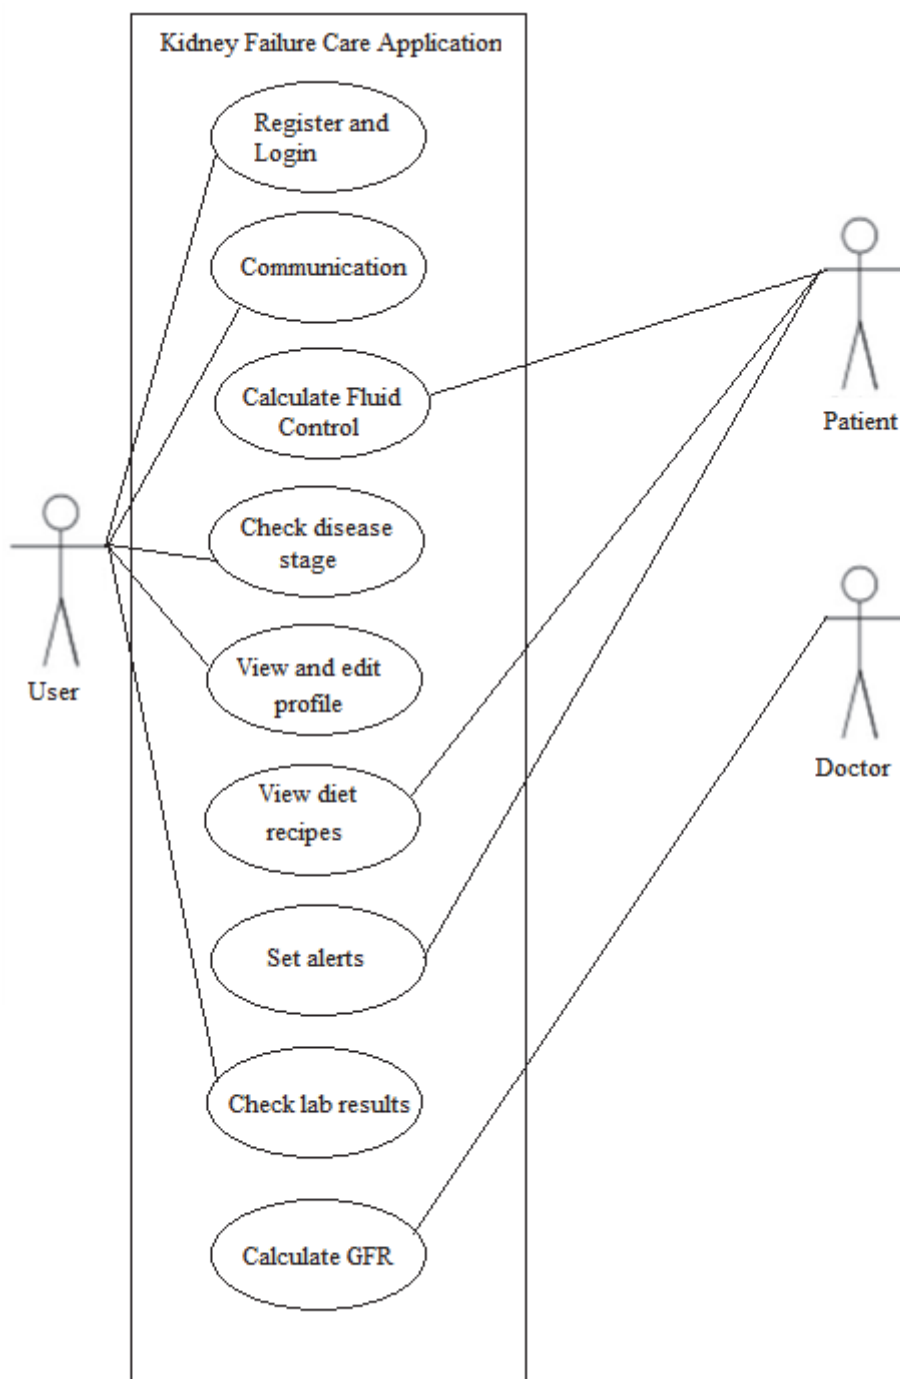 Kidney Failure Care Application
Register and
Login
Communication
Calculate Fluid
Control
Patient
Check disease
stage
User
View and edit
profile
Doctor
View diet
recipes
Set alerts
Check lab results
Calculate GFR